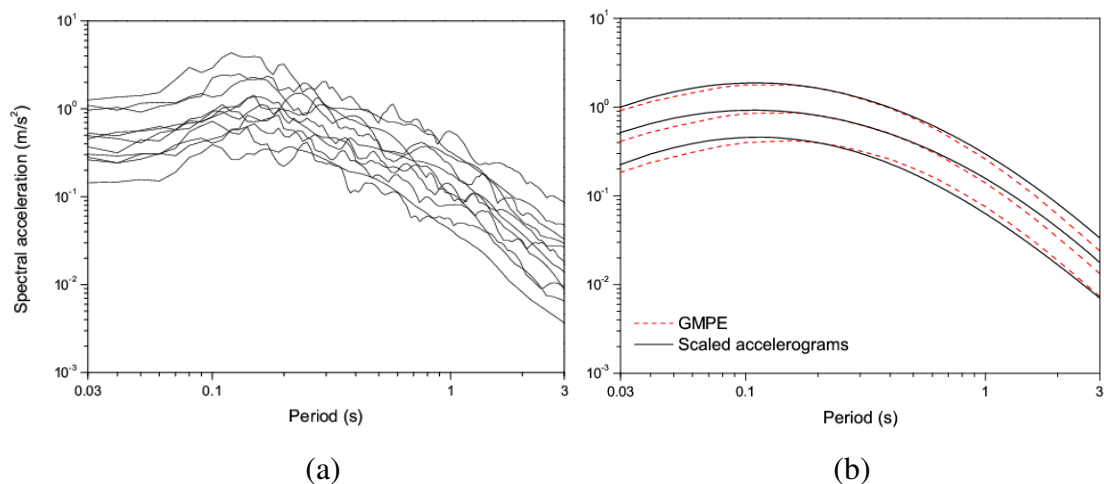 Spectral acceleration (m/s²)
10¹
10⁰
10⁻¹
10⁻²
10⁻³
0.03
0.1
1
3
Period (s)
(a)
10¹
10⁰
10⁻¹
10⁻²
10⁻³
GMPE
Scaled accelerograms
0.03
0.1
1
3
Period (s)
(b)